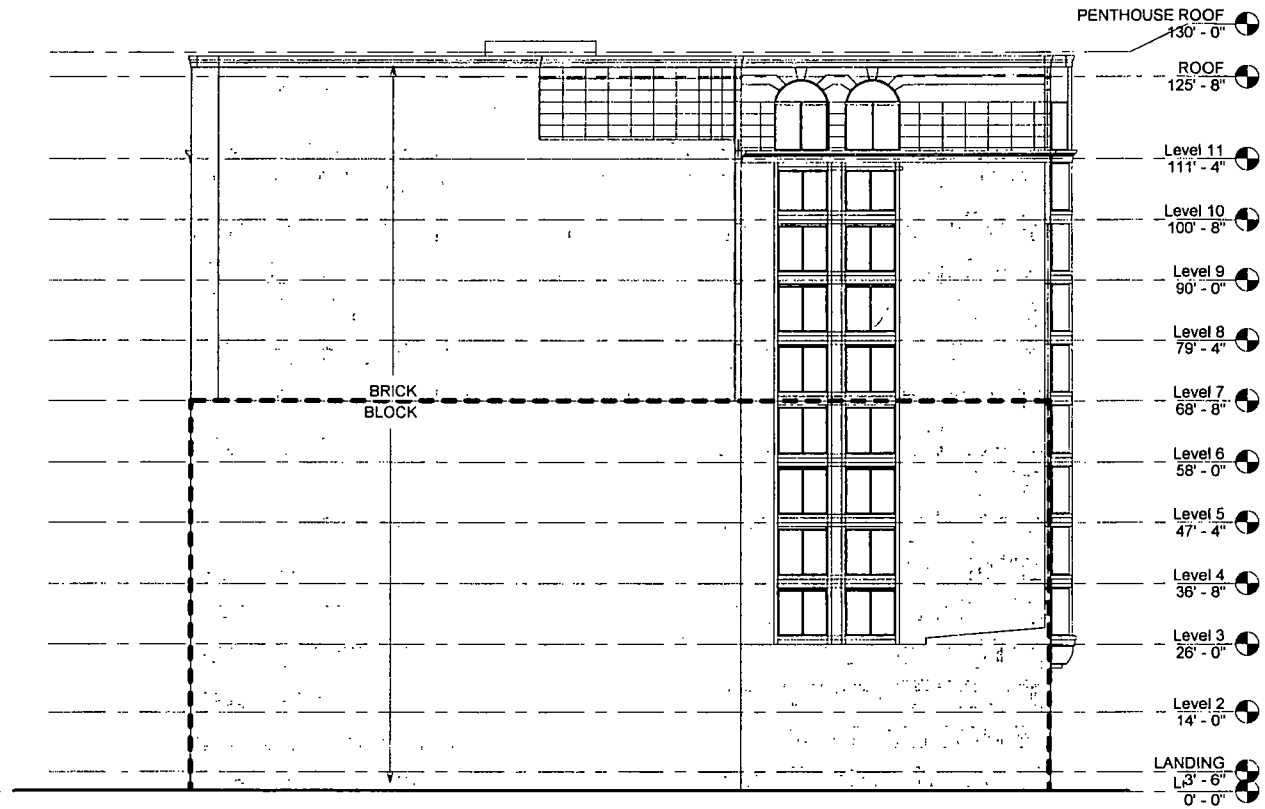 PENTHOUSE ROOF
130' - 0"
ROOF
125' - 8"
Level 11
111' - 4"
Level 10
100' - 8"
Level 9
90' - 0"
Level 8
79' - 4"
BRICK
BLOCK
Level 7
68' - 8"
Level 6
58' - 0"
Level 5
47' - 4"
Level 4
36' - 8"
Level 3
26' - 0"
Level 2
14' - 0"
LANDING
3' - 6"
0' - 0"